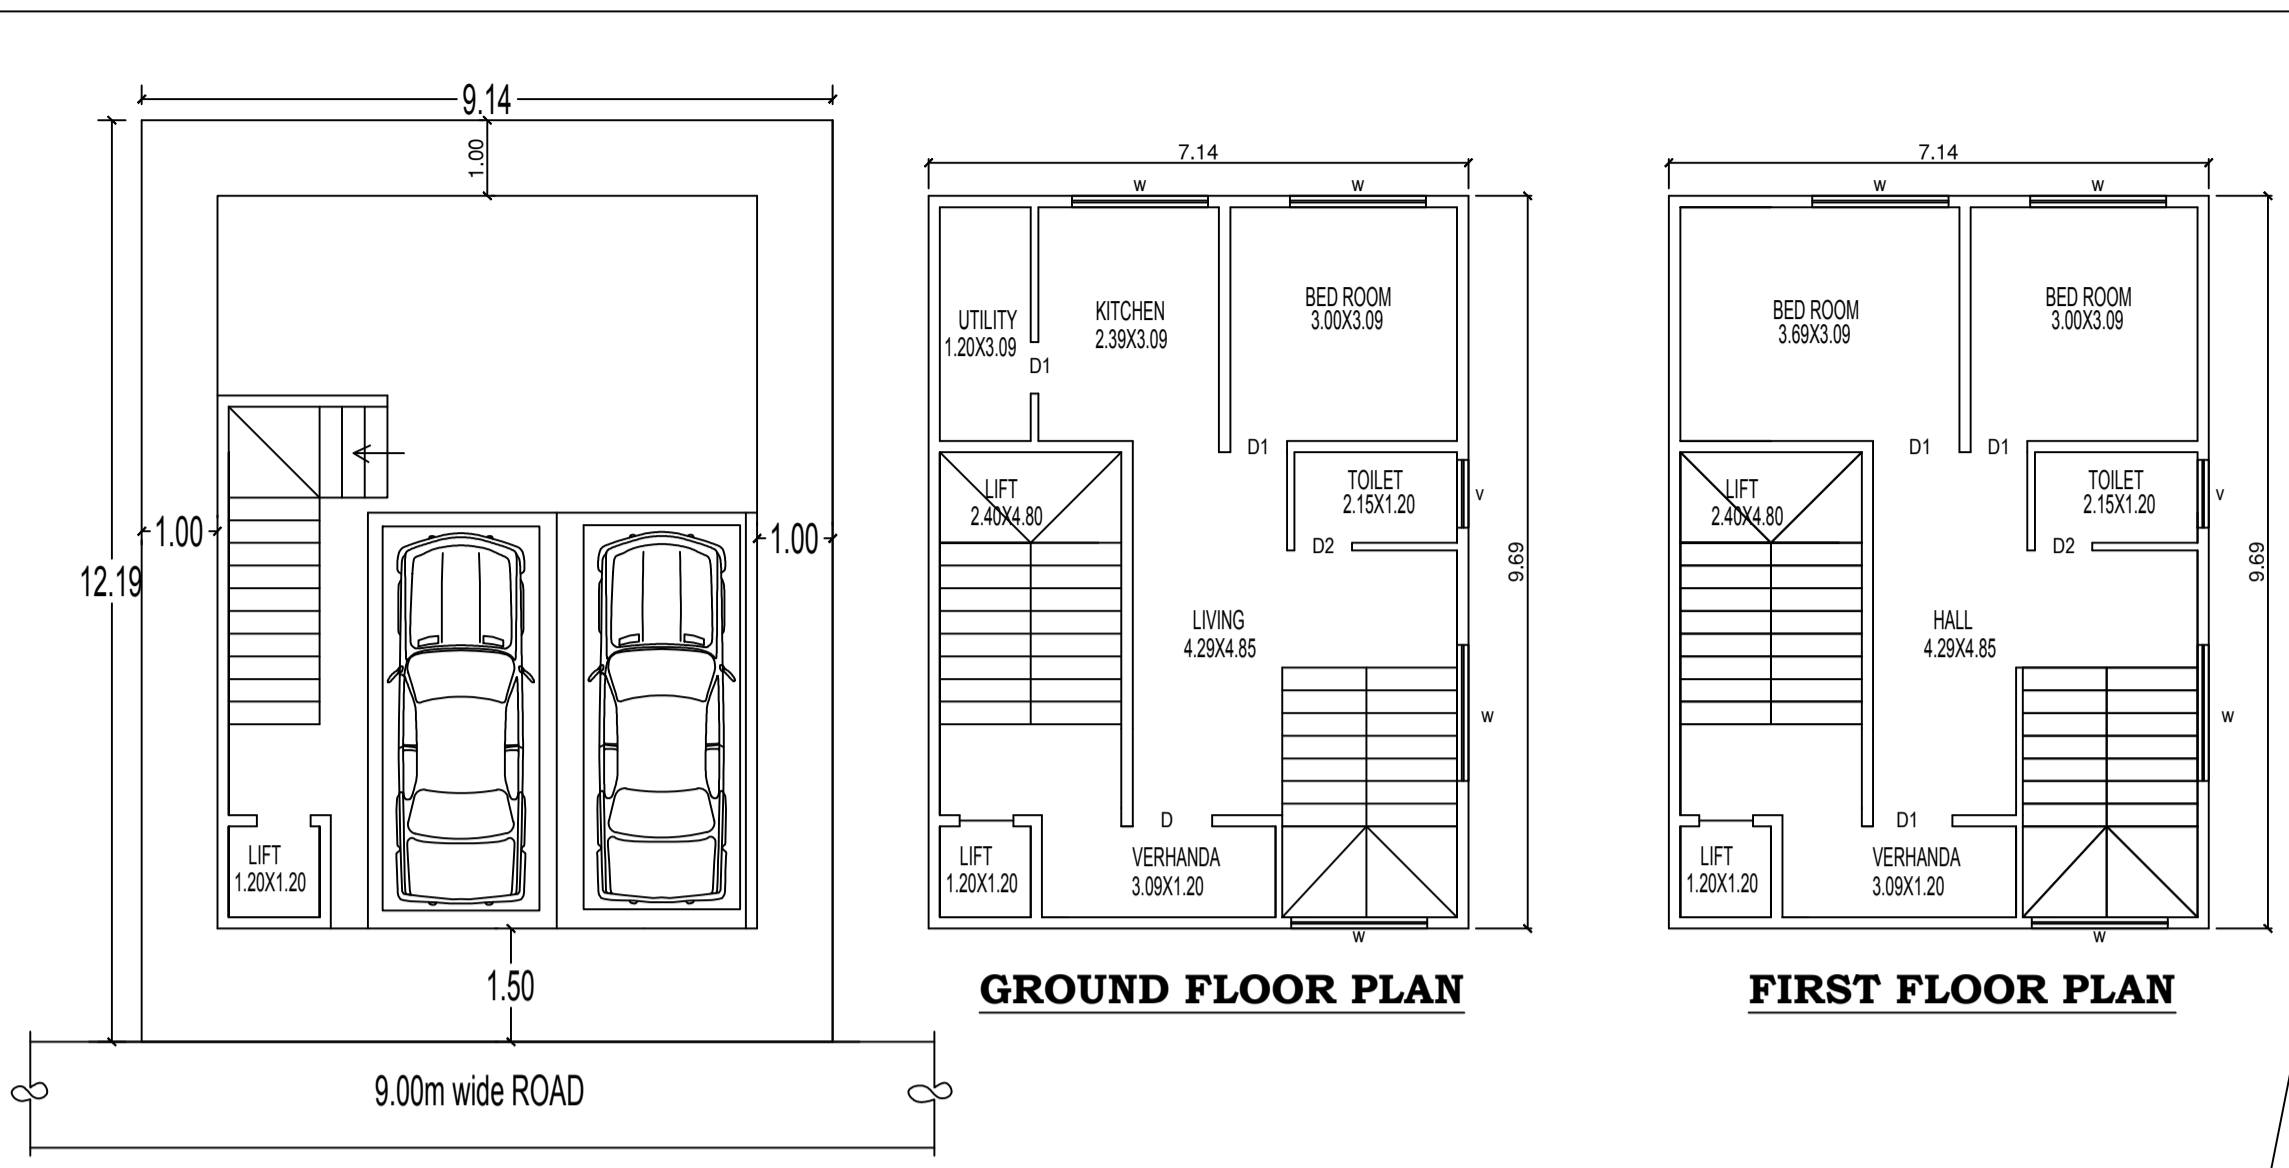 9.14
1.00
1.00
1.00
12.19
LIFT
1.20X1.20
1.50
9.00m wide ROAD
7.14
W
W
UTILITY
1.20X3.09
KITCHEN
2.39X3.09
BED ROOM
3.00X3.09
D1
D1
LIFT
2.40X4.80
TOILET
2.15X1.20
V
D2
9.69
LIVING
4.29X4.85
W
D
LIFT
1.20X1.20
VERHANDA
3.09X1.20
W
GROUND FLOOR PLAN
7.14
W
W
BED ROOM
3.69X3.09
BED ROOM
3.00X3.09
D1
D1
LIFT
2.40X4.80
TOILET
2.15X1.20
V
D2
9.69
HALL
4.29X4.85
W
D1
LIFT
1.20X1.20
VERHANDA
3.09X1.20
W
FIRST FLOOR PLAN